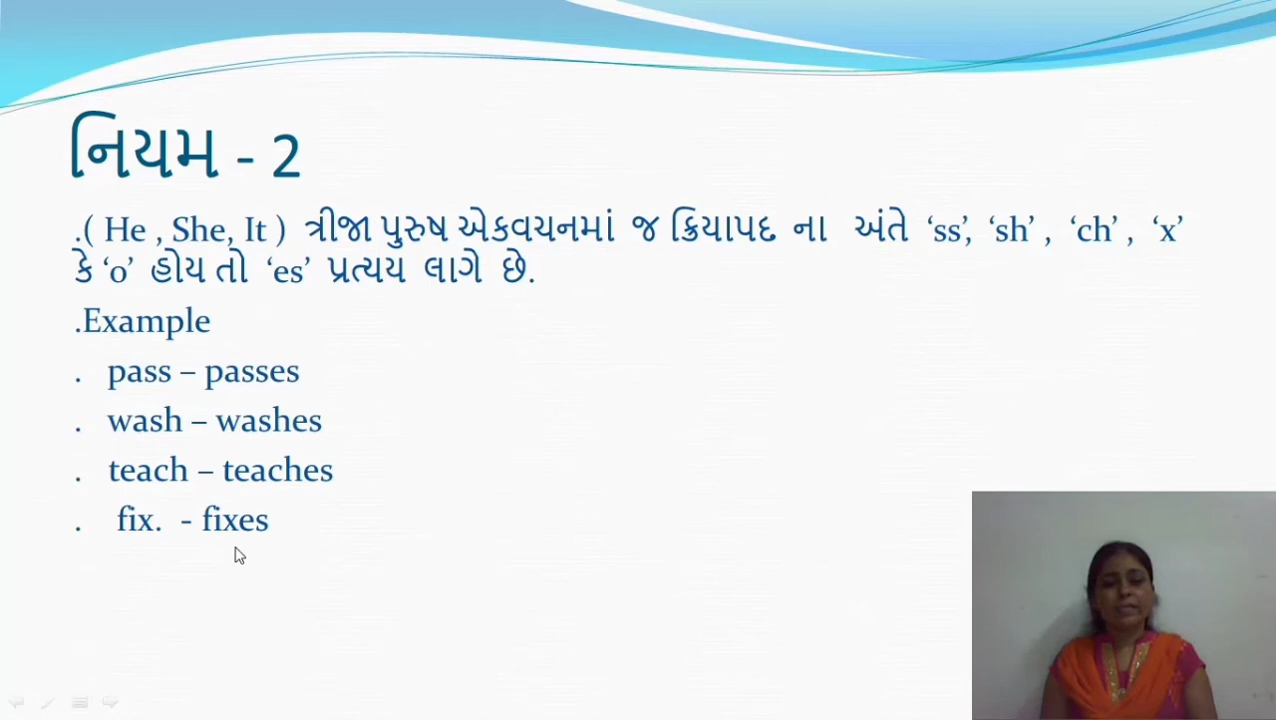 નિયમ - 2
.( He , She, It ) ત્રીજા પુરુષ એકવચનમાં જ ક્રિયાપદ ના અંતે ‘ss’, ‘sh’ , ‘ch’ , ‘x’
કે ‘o’ હોય તો ‘es’ પ્રત્યય લાગે છે.
.Example
. pass – passes
. wash – washes
. teach – teaches
. fix. - fixes